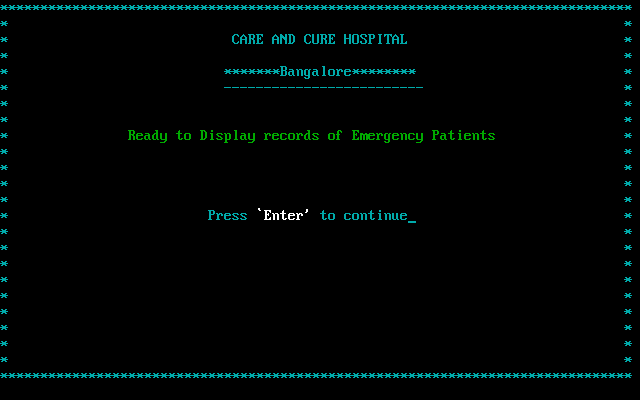 *******************************************************************************
CARE AND CURE HOSPITAL
*******Bangalore********
-------------------------
Ready to Display records of Emergency Patients
Press `Enter' to continue_
*******************************************************************************